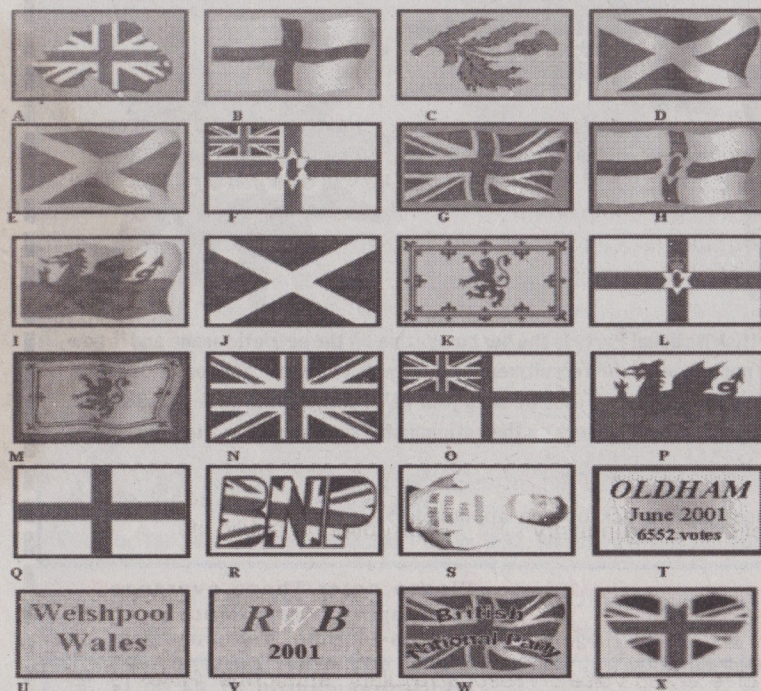 A B C D
E F G H
I J K L
M N O P
BNP
OLDHAM
June 2001
6552 votes
Q R S T
Welshpool
Wales
RWB
2001
British
National Party
U V W X